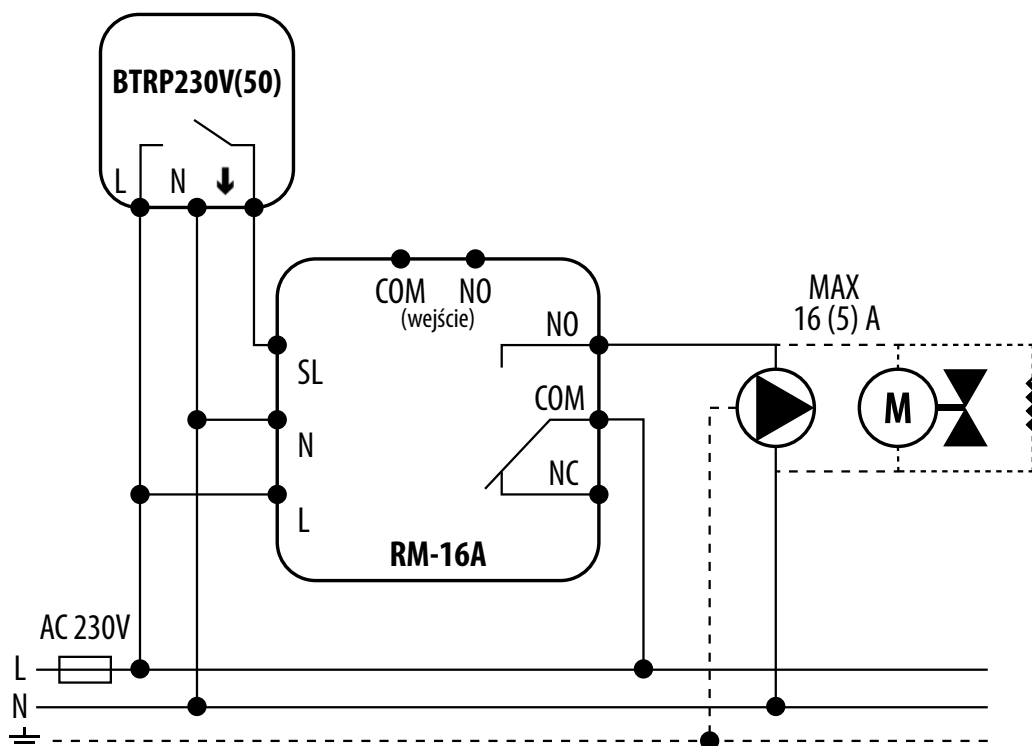 BTRP230V(50)
L N
COM NO
(wejście)
NO
SL
COM
N
NC
L
RM-16A
MAX
16 (5) A
M
AC 230V
L
N